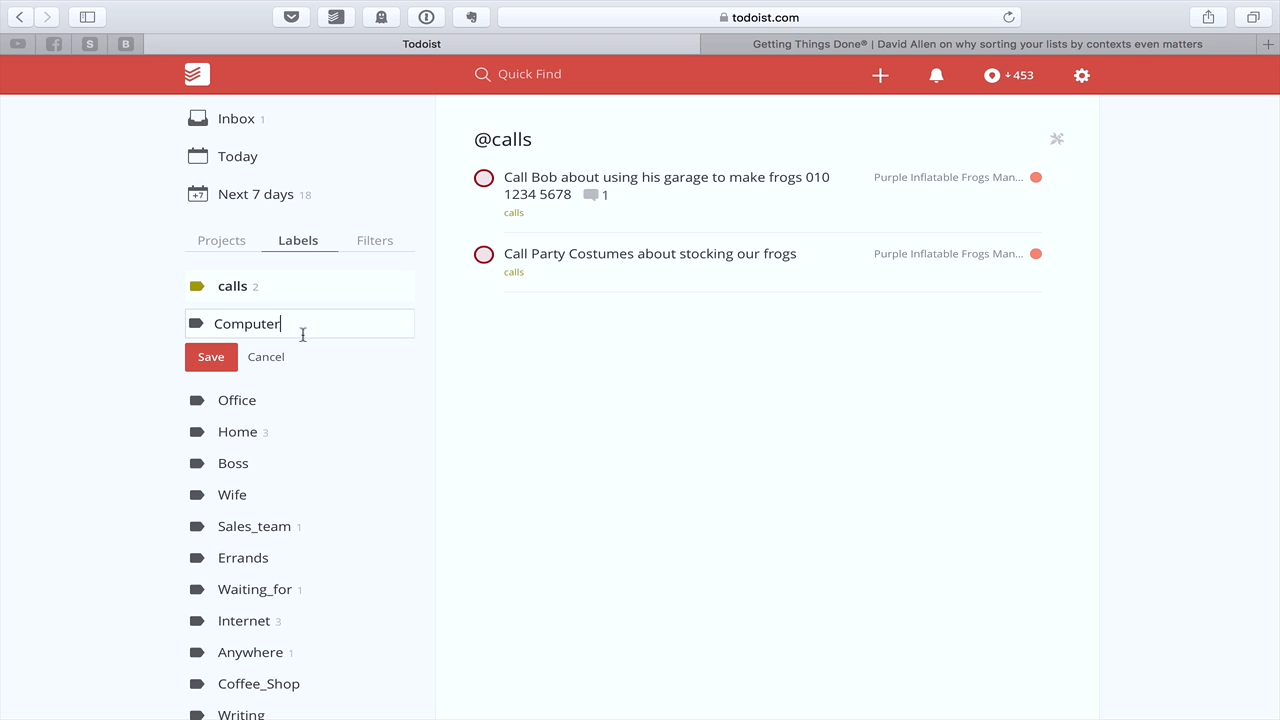 todoist.com
S
B
Todoist
Getting Things Done® | David Allen on why sorting your lists by contexts even matters
Quick Find
453
Inbox 1
Today
+7 Next 7 days 18
Projects Labels Filters
calls 2
Computer
Save Cancel
Office
Home 3
Boss
Wife
Sales_team 1
Errands
Waiting_for 1
Internet 3
Anywhere 1
Coffee_Shop
Writing
@calls
Call Bob about using his garage to make frogs 010
1234 5678 1
calls
Purple Inflatable Frogs Man...
Call Party Costumes about stocking our frogs
calls
Purple Inflatable Frogs Man...